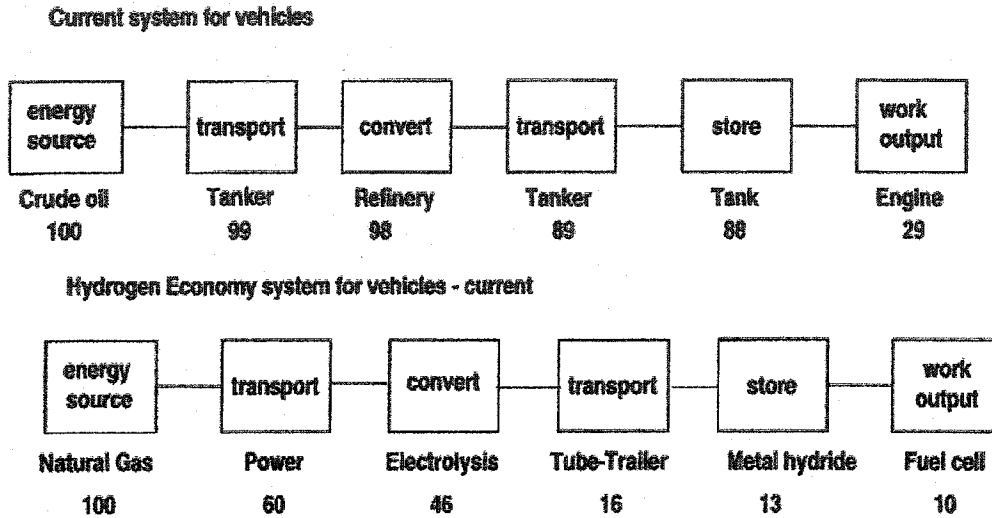 Current system for vehicles
energy source
transport
convert
transport
store
work output
Crude oil
Tanker
Refinery
Tanker
Tank
Engine
100
99
98
89
88
29
Hydrogen Economy system for vehicles - current
energy source
transport
convert
transport
store
work output
Natural Gas
Power
Electrolysis
Tube-Trailer
Metal hydride
Fuel cell
100
60
46
16
13
10